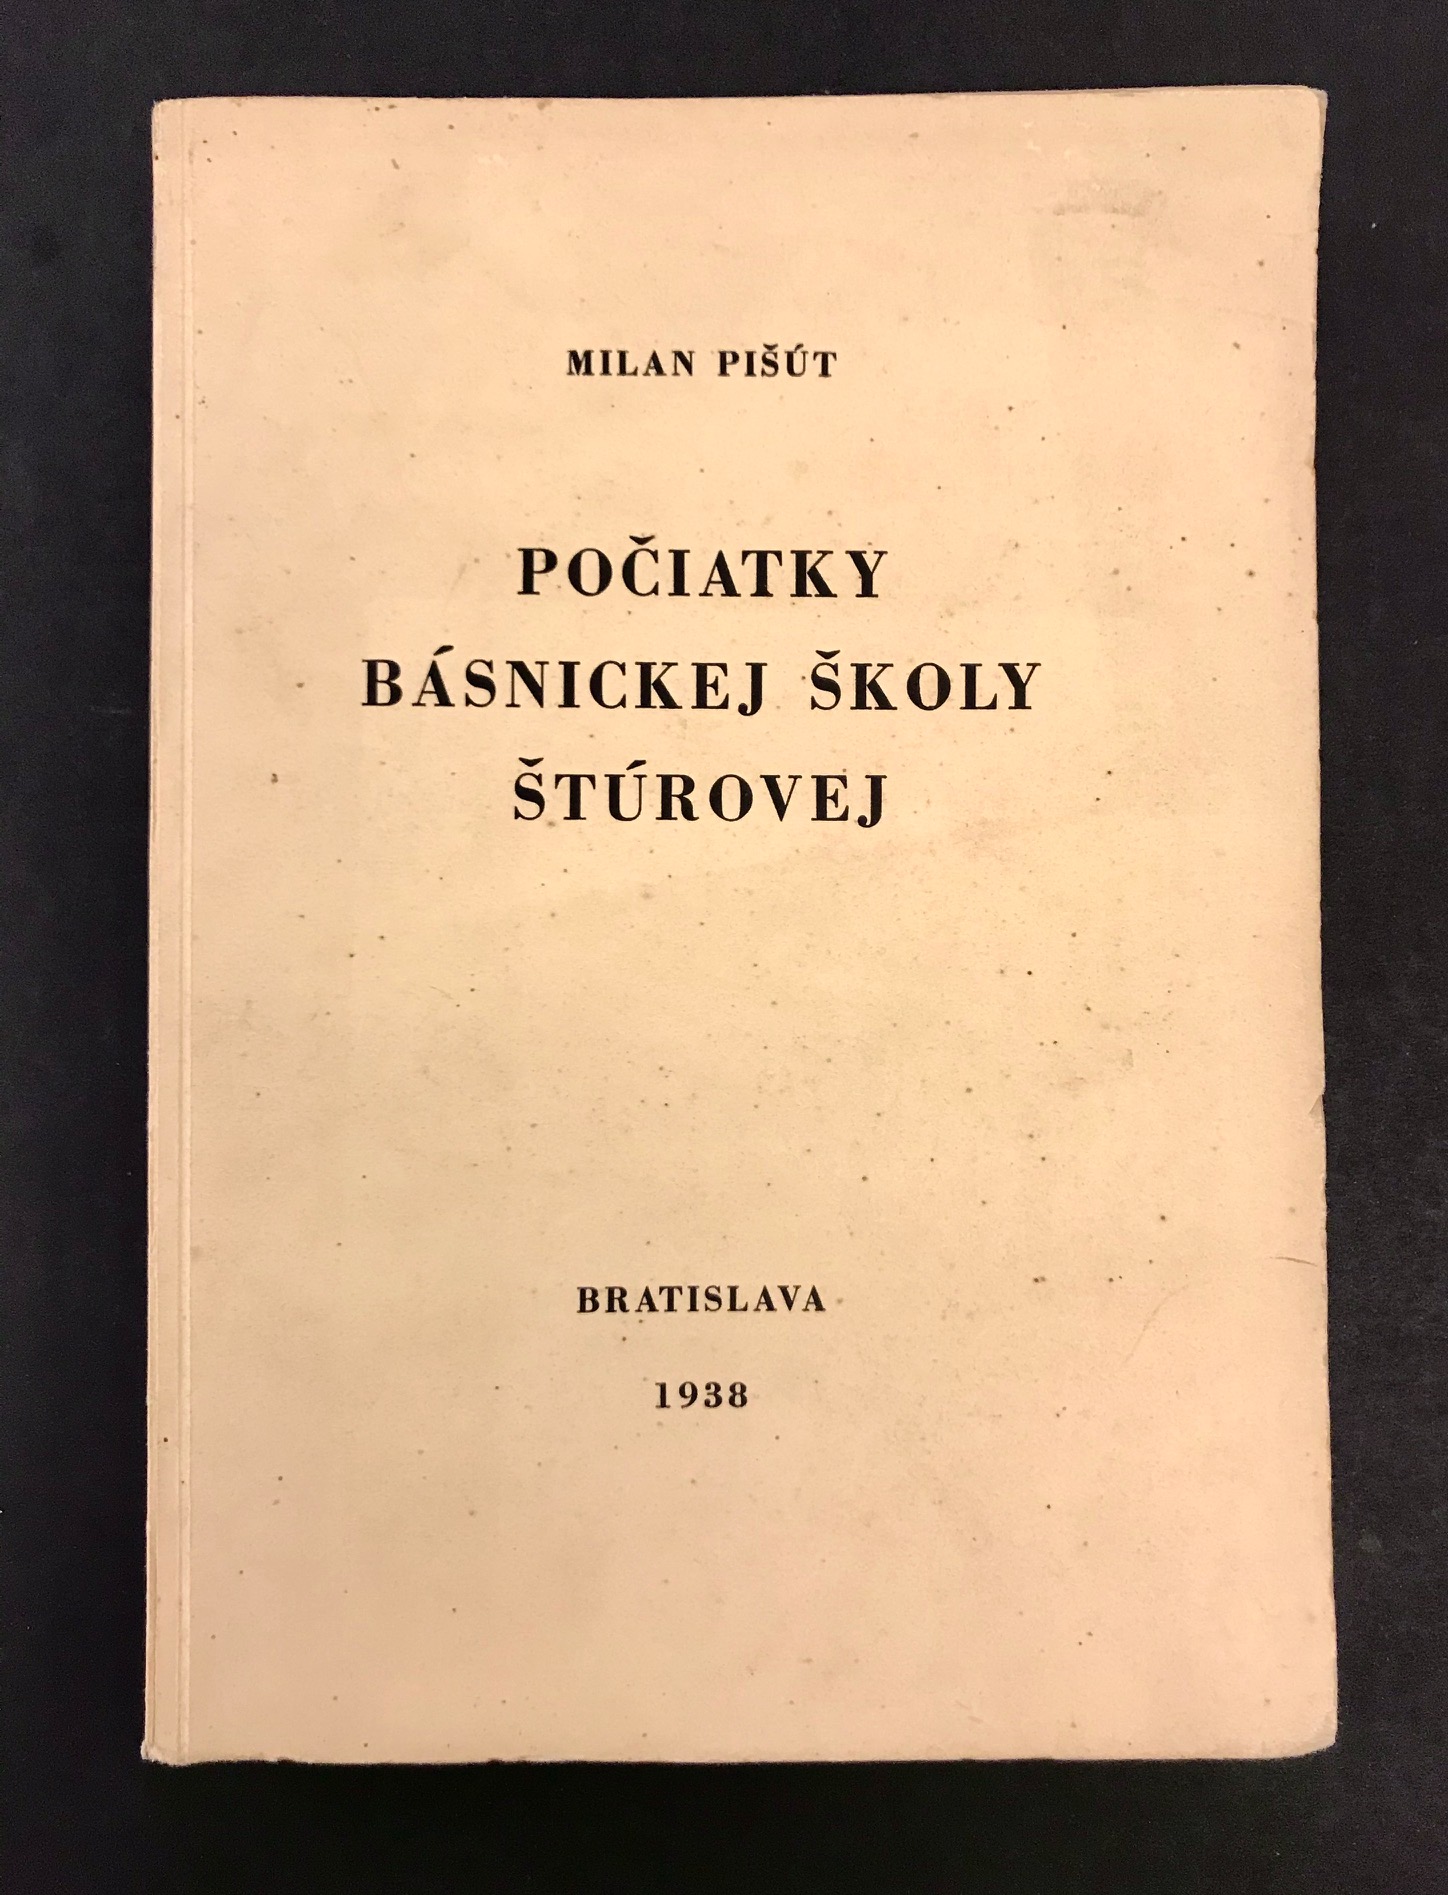 MILAN PIŠÚT
POČIATKY
BÁSNICKEJ ŠKOLY
ŠTÚROVEJ
BRATISLAVA
1938